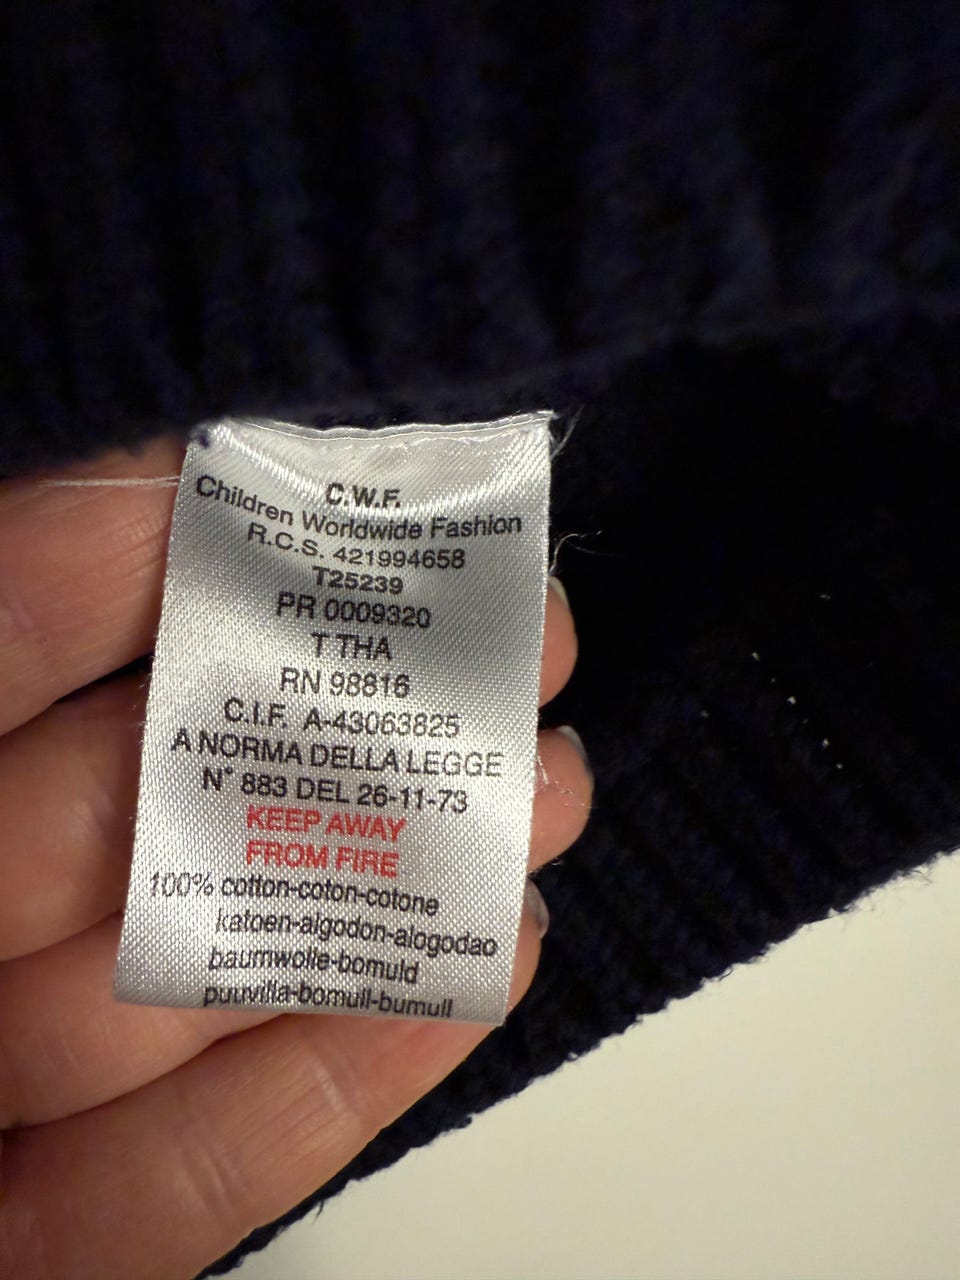 C.W.F.
Children Worldwide Fashion
R.C.S. 421994658
T25239
PR 0009320
T THA
RN 98816
C.I.F. A-43063825
A NORMA DELLA LEGGE
N° 883 DEL 26-11-73
KEEP AWAY
FROM FIRE
100% cotton-coton-cotone
katoen-algodon-alogodao
baumwolle-bomuld
puuvilla-bomull-bumull